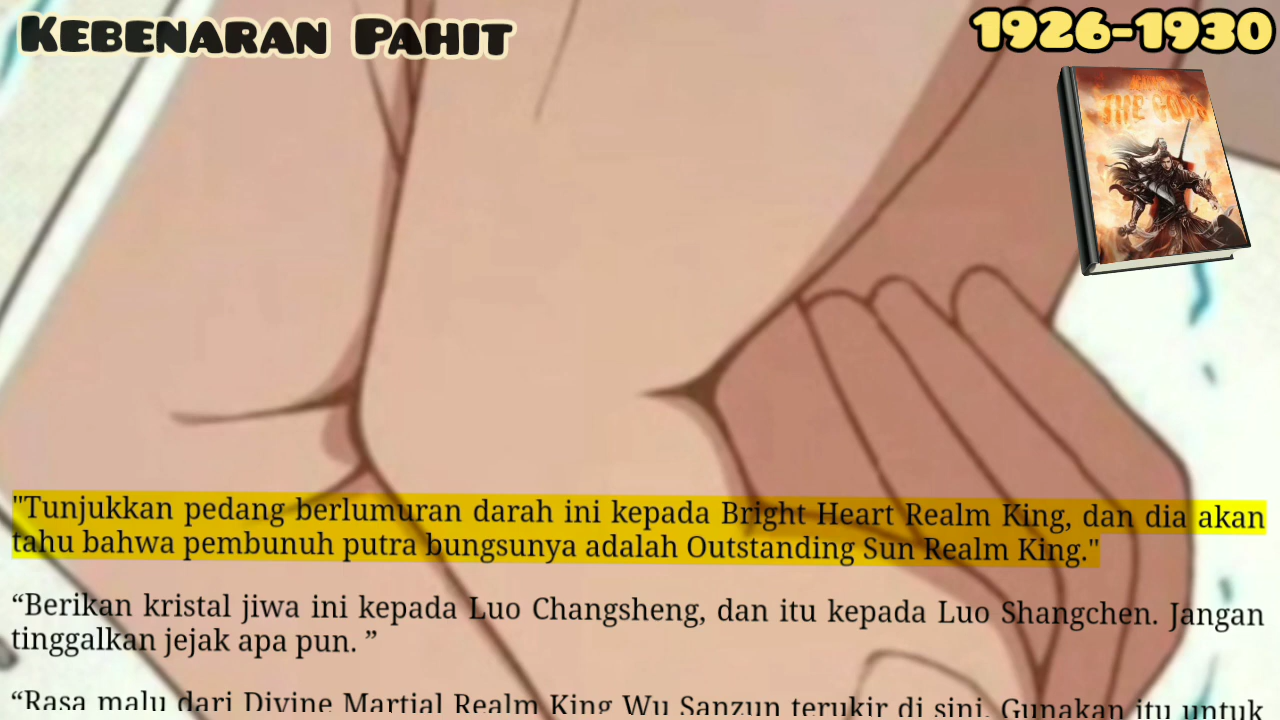 KEBENARAN PAHIT
1926-1930
AGAINST
THE GODS
"Tunjukkan pedang berlumuran darah ini kepada Bright Heart Realm King, dan dia akan
tahu bahwa pembunuh putra bungsunya adalah Outstanding Sun Realm King."
“Berikan kristal jiwa ini kepada Luo Changsheng, dan itu kepada Luo Shangchen. Jangan
tinggalkan jejak apa pun. ”
“Rasa malu dari Divine Martial Realm King Wu Sanzun terukir di sini. Gunakan itu untuk